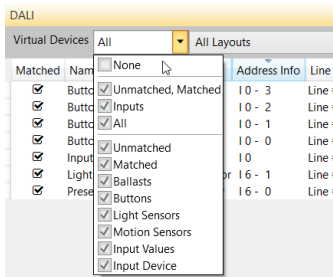 DALI
Virtual Devices All All Layouts
Matched Nam Address Info Line
None
Unmatched, Matched
Inputs
All
Unmatched
Matched
Ballasts
Buttons
Light Sensors
Motion Sensors
Input Values
Input Device
Butto I 0 - 3 Line
Butto I 0 - 2 Line
Butto I 0 - 1 Line
Butto I 0 - 0 Line
Input I 0 Line
Light or I 6 - 1 Line
Prese I 6 - 0 Line